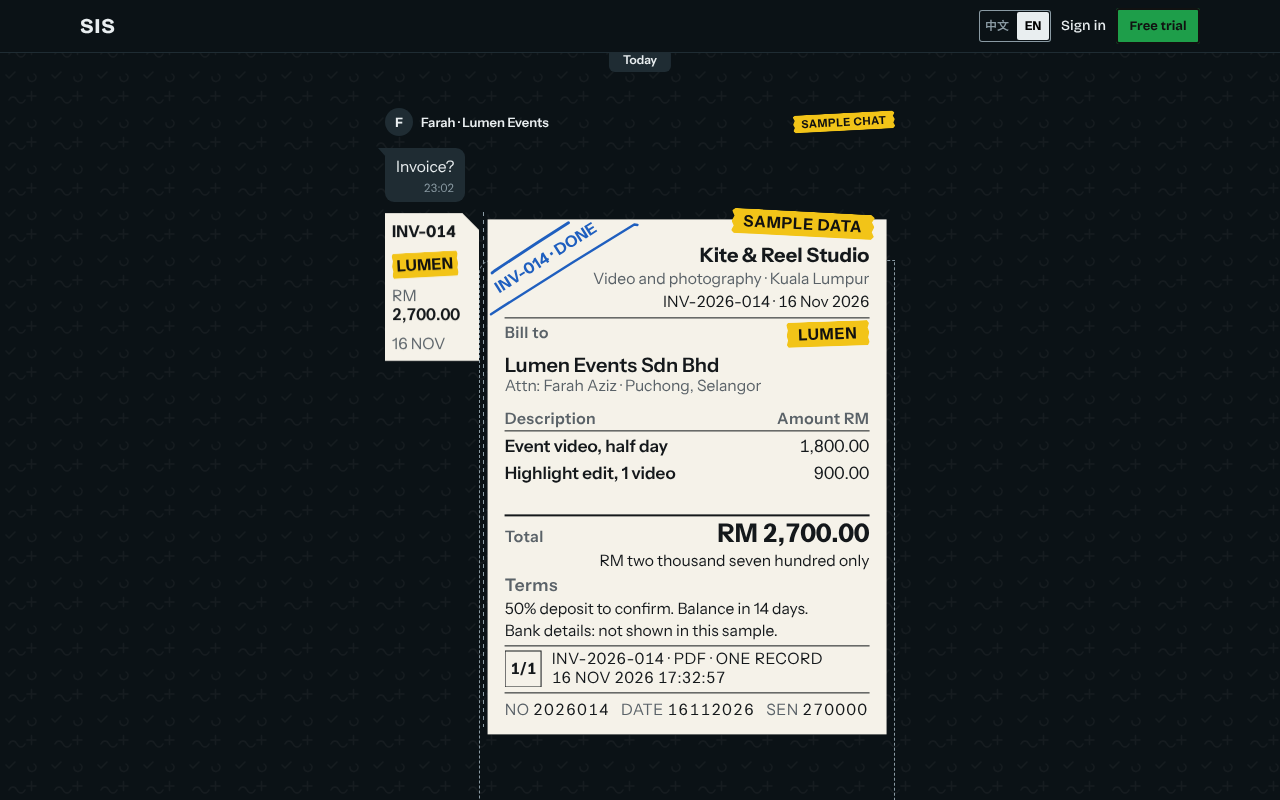 SIS
中文 EN Sign in Free trial
Today
F Farah · Lumen Events
SAMPLE CHAT
Invoice?
23:02
INV-014
LUMEN
RM
2,700.00
16 NOV
SAMPLE DATA
INV-014 · DONE
Kite & Reel Studio
Video and photography · Kuala Lumpur
INV-2026-014 · 16 Nov 2026
Bill to
LUMEN
Lumen Events Sdn Bhd
Attn: Farah Aziz · Puchong, Selangor
Description Amount RM
Event video, half day 1,800.00
Highlight edit, 1 video 900.00
Total RM 2,700.00
RM two thousand seven hundred only
Terms
50% deposit to confirm. Balance in 14 days.
Bank details: not shown in this sample.
1/1
INV-2026-014 · PDF · ONE RECORD
16 NOV 2026 17:32:57
NO 2026014 DATE 16112026 SEN 270000